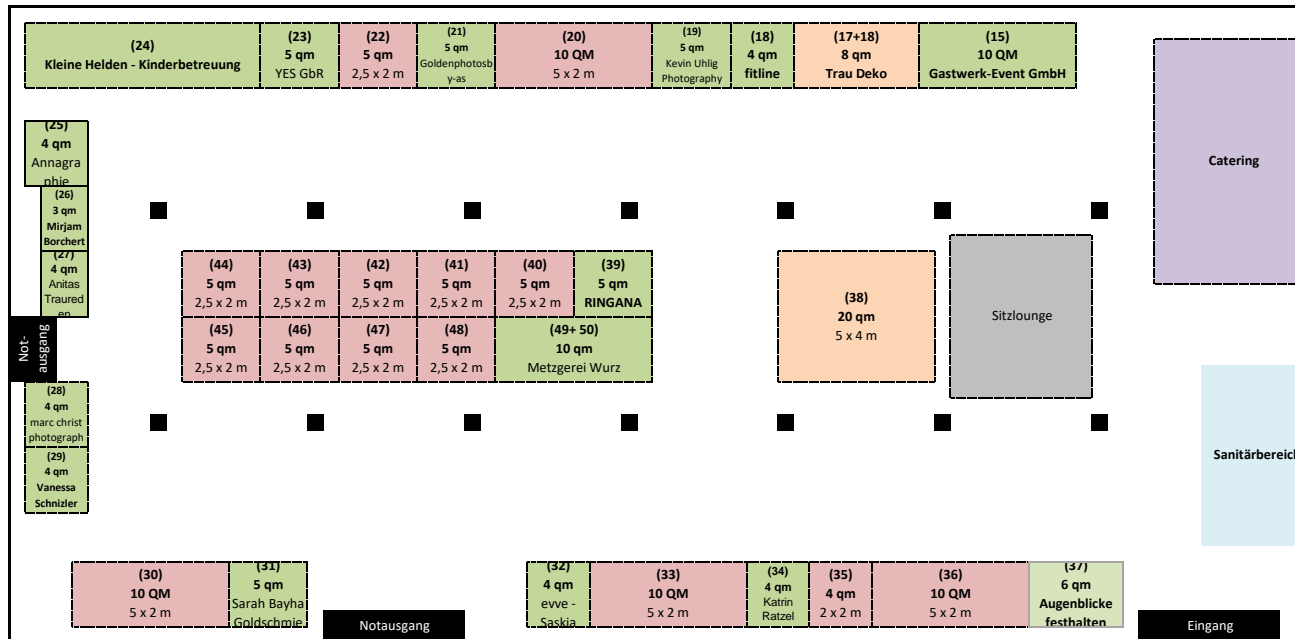 (24)
Kleine Helden - Kinderbetreuung
(23)
5 qm
YES GbR
(22)
5 qm
2,5 x 2 m
(21)
5 qm
Goldenphotosb
y-as
(20)
10 QM
5 x 2 m
(19)
5 qm
Kevin Uhlig
Photography
(18)
4 qm
fitline
(17+18)
8 qm
Trau Deko
(15)
10 QM
Gastwerk-Event GmbH
Catering
(25)
4 qm
Annagra
phie
(26)
3 qm
Mirjam
Borchert
(27)
4 qm
Anitas
Traured
en
Not-
ausgang
(28)
4 qm
marc christ
photograph
(29)
4 qm
Vanessa
Schnizler
(44)
5 qm
2,5 x 2 m
(43)
5 qm
2,5 x 2 m
(42)
5 qm
2,5 x 2 m
(41)
5 qm
2,5 x 2 m
(40)
5 qm
2,5 x 2 m
(39)
5 qm
RINGANA
(45)
5 qm
2,5 x 2 m
(46)
5 qm
2,5 x 2 m
(47)
5 qm
2,5 x 2 m
(48)
5 qm
2,5 x 2 m
(49+ 50)
10 qm
Metzgerei Wurz
(38)
20 qm
5 x 4 m
Sitzlounge
Sanitärbereich
(30)
10 QM
5 x 2 m
(31)
5 qm
Sarah Bayha
Goldschmie
Notausgang
(32)
4 qm
evve -
Saskia
(33)
10 QM
5 x 2 m
(34)
4 qm
Katrin
Ratzel
(35)
4 qm
2 x 2 m
(36)
10 QM
5 x 2 m
(37)
6 qm
Augenblicke
festhalten
Eingang